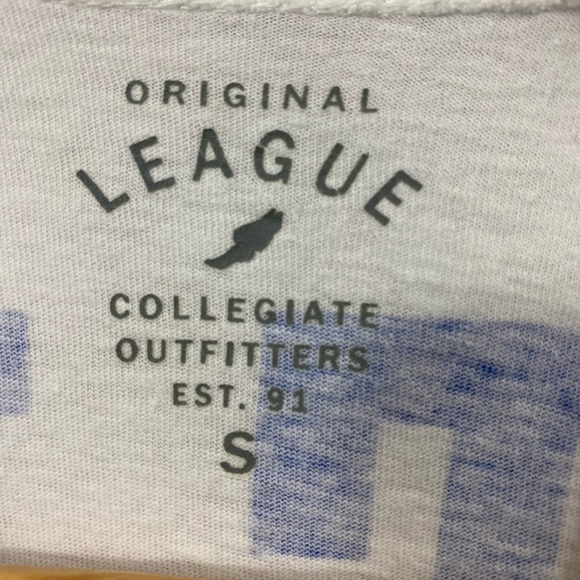 ORIGINAL
LEAGUE
COLLEGIATE
OUTFITTERS
EST. 91
S